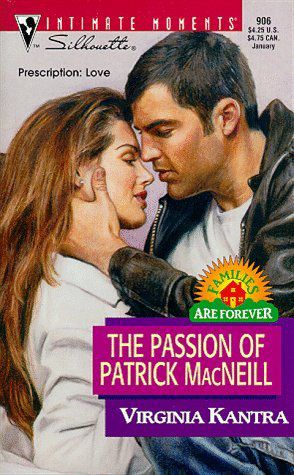 INTIMATE MOMENTS®
Silhouette®
906
$4.25 U.S.
$4.75 CAN.
January
Prescription: Love
FAMILIES
ARE FOREVER
THE PASSION OF
PATRICK MACNEILL
VIRGINIA KANTRA